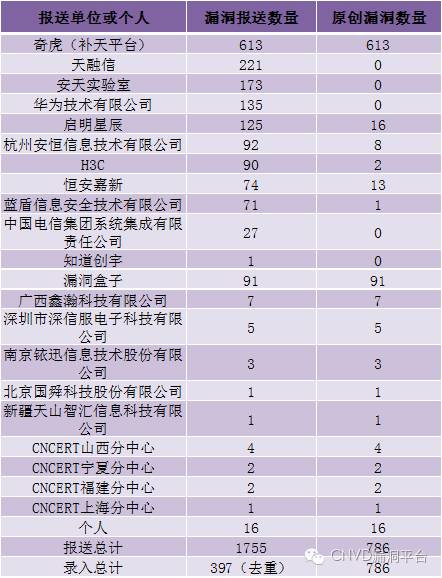 报送单位或个人 漏洞报送数量 原创漏洞数量
奇虎（补天平台） 613 613
天融信 221 0
安天实验室 173 0
华为技术有限公司 135 0
启明星辰 125 16
杭州安恒信息技术有限公司 92 8
H3C 90 2
恒安嘉新 74 13
蓝盾信息安全技术有限公司 71 1
中国电信集团系统集成有限
责任公司 27 0
知道创宇 1 0
漏洞盒子 91 91
广西鑫瀚科技有限公司 7 7
深圳市深信服电子科技有限
公司 5 5
南京铱迅信息技术股份有限
公司 3 3
北京国舜科技股份有限公司 1 1
新疆天山智汇信息科技有限
公司 1 1
CNCERT山西分中心 4 4
CNCERT宁夏分中心 2 2
CNCERT福建分中心 2 2
CNCERT上海分中心 1 1
个人 16 16
报送总计 1755 786
录入总计 397（去重） 786
CNVD漏洞平台